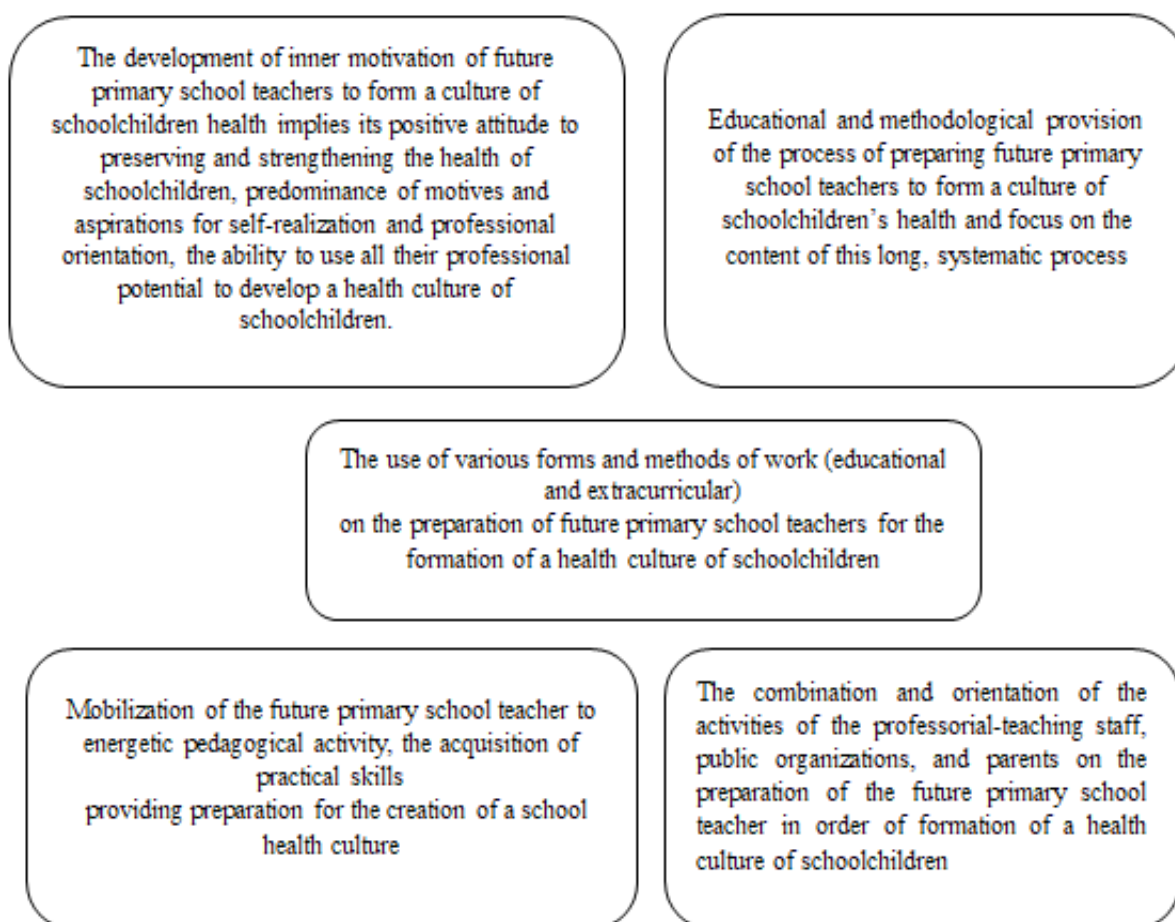 The development of inner motivation of future
primary school teachers to form a culture of
schoolchildren health implies its positive attitude to
preserving and strengthening the health of
schoolchildren, predominance of motives and
aspirations for self-realization and professional
orientation, the ability to use all their professional
potential to develop a health culture of
schoolchildren.
Educational and methodological provision
of the process of preparing future primary
school teachers to form a culture of
schoolchildren’s health and focus on the
content of this long, systematic process
The use of various forms and methods of work (educational
and extracurricular)
on the preparation of future primary school teachers for the
formation of a health culture of schoolchildren
Mobilization of the future primary school teacher to
energetic pedagogical activity, the acquisition of
practical skills
providing preparation for the creation of a school
health culture
The combination and orientation of the
activities of the professorial-teaching staff,
public organizations, and parents on the
preparation of the future primary school
teacher in order of formation of a health
culture of schoolchildren